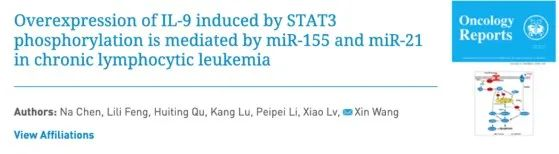 Overexpression of IL-9 induced by STAT3
phosphorylation is mediated by miR-155 and miR-21
in chronic lymphocytic leukemia
Oncology
Reports
Authors: Na Chen, Lili Feng, Huiting Qu, Kang Lu, Peipei Li, Xiao Lv, Xin Wang
View Affiliations